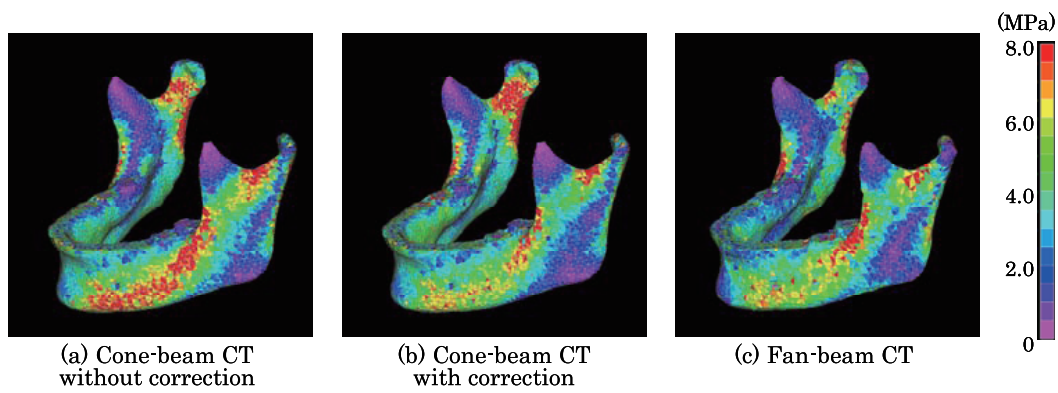 (MPa)
8.0
6.0
4.0
2.0
0
(a) Cone-beam CT
without correction
(b) Cone-beam CT
with correction
(c) Fan-beam CT